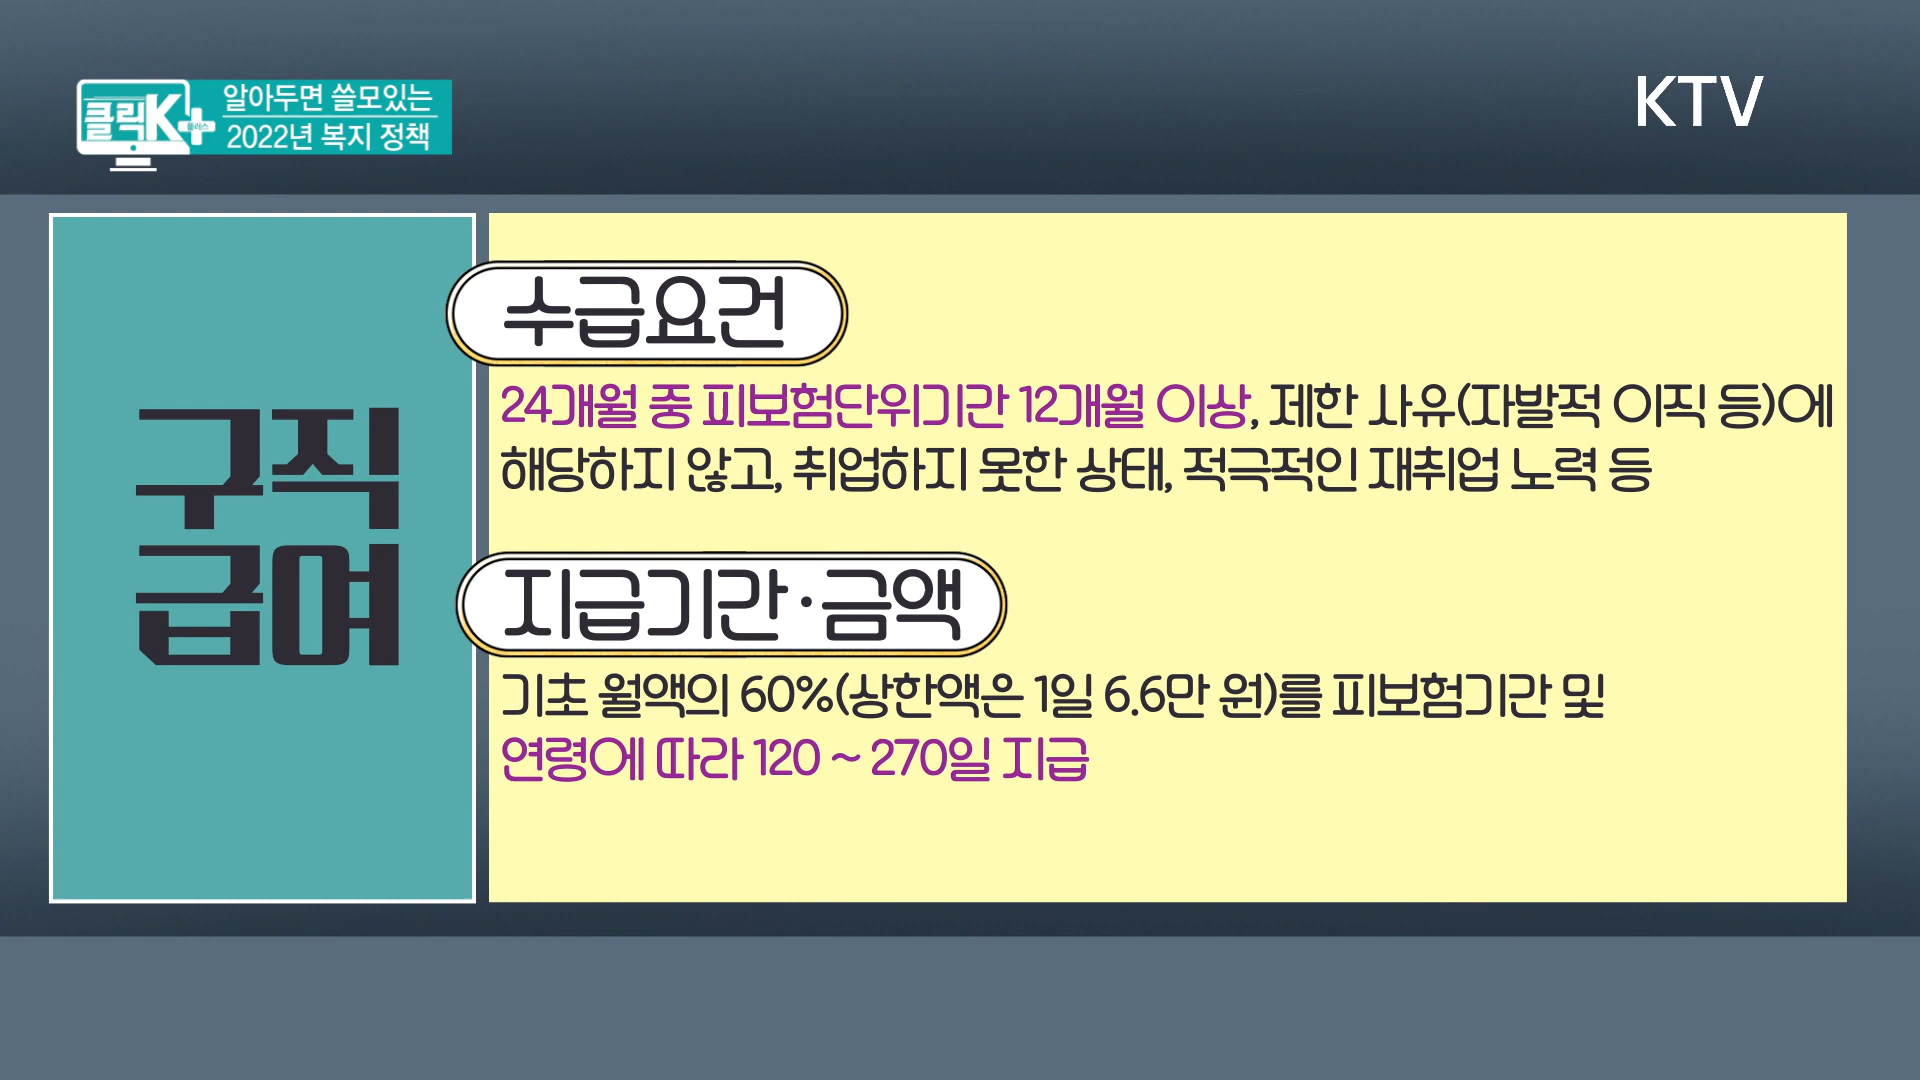 클릭K+
플러스
알아두면 쓸모있는
2022년 복지 정책
KTV
구직
급여
수급요건
24개월 중 피보험단위기간 12개월 이상, 제한 사유(자발적 이직 등)에
해당하지 않고, 취업하지 못한 상태, 적극적인 재취업 노력 등
지급기간·금액
기초 월액의 60%(상한액은 1일 6.6만 원)를 피보험기간 및
연령에 따라 120 ~ 270일 지급